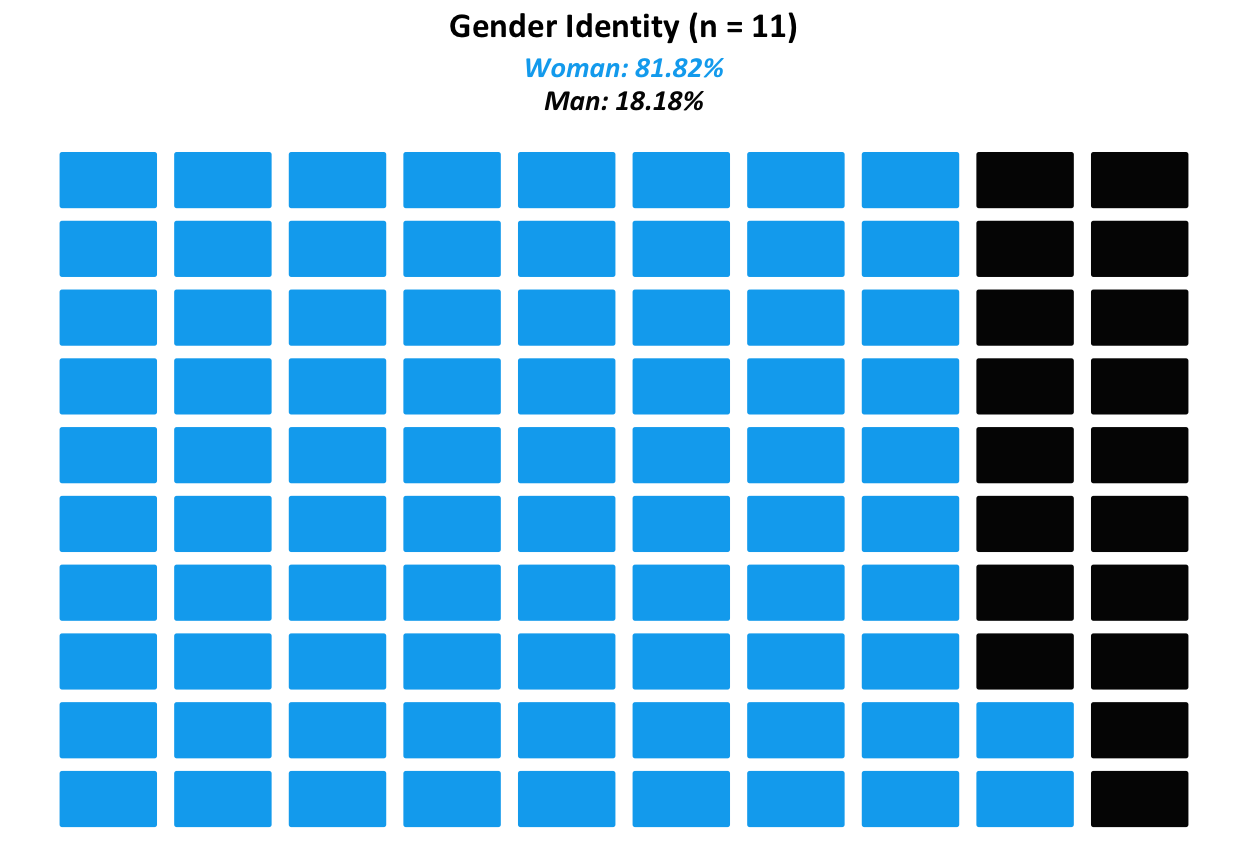 Gender Identity (n = 11)
Woman: 81.82%
Man: 18.18%